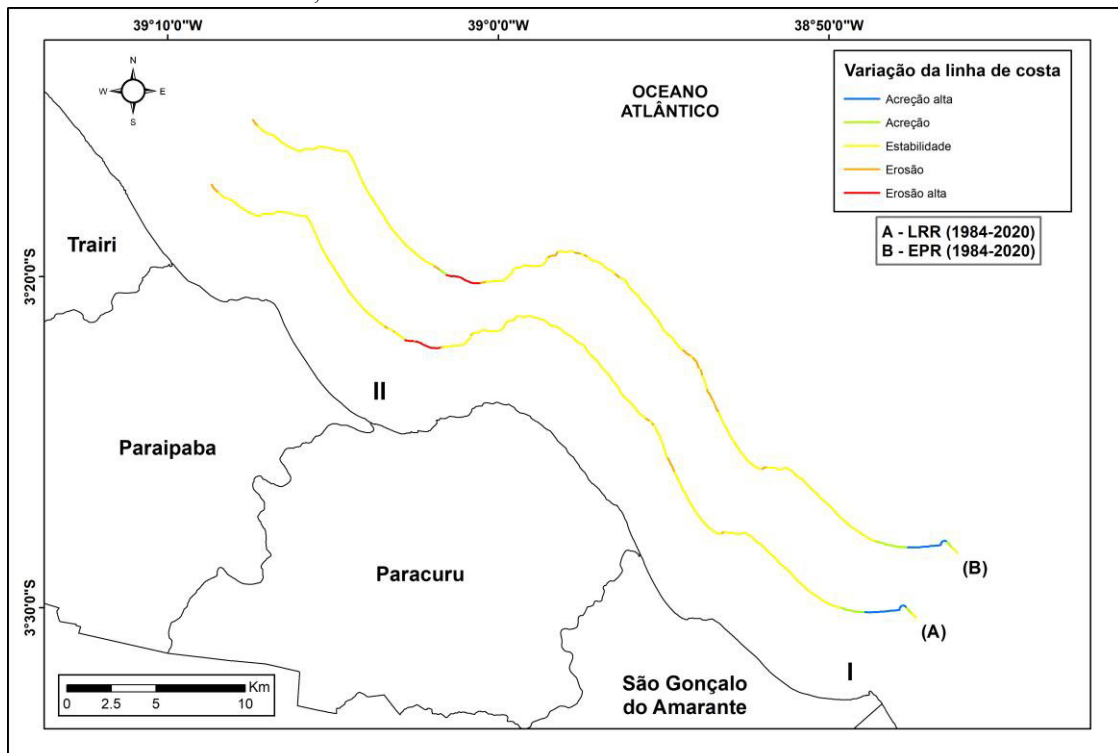 39°10'0"W
39°0'0"W
38°50'0"W
N
W
E
S
OCEANO
ATLÂNTICO
Variação da linha de costa
Acreção alta
Acreção
Estabilidade
Erosão
Erosão alta
A - LRR (1984-2020)
B - EPR (1984-2020)
3°20'0"S
3°30'0"S
Trairi
II
Paraipaba
Paracuru
(B)
(A)
I
São Gonçalo
do Amarante
Km
0 2.5 5 10